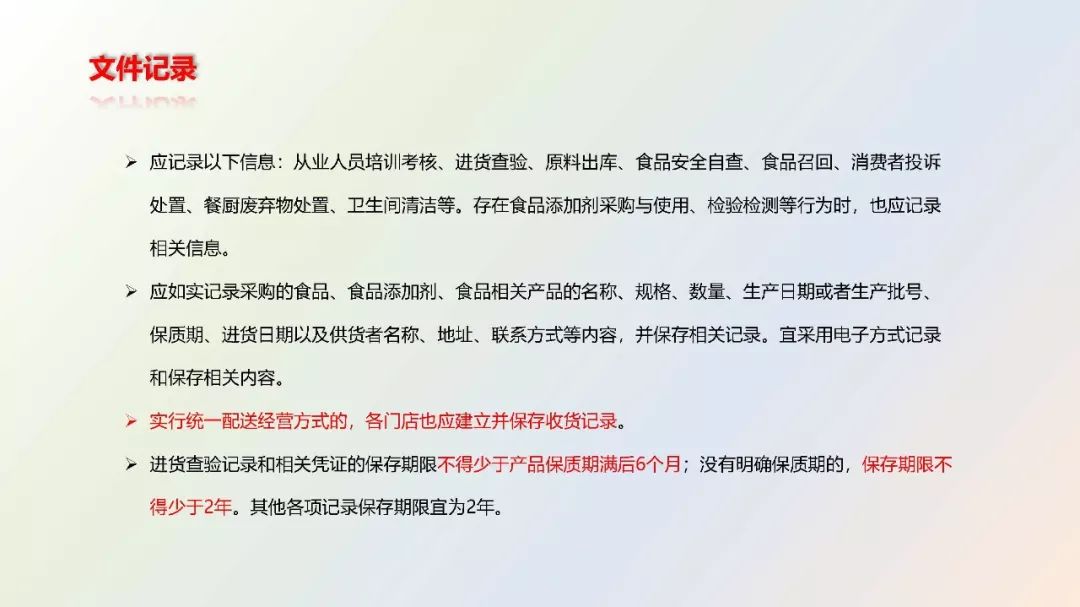 文件记录
➢ 应记录以下信息：从业人员培训考核、进货查验、原料出库、食品安全自查、食品召回、消费者投诉
处置、餐厨废弃物处置、卫生间清洁等。存在食品添加剂采购与使用、检验检测等行为时，也应记录
相关信息。
➢ 应如实记录采购的食品、食品添加剂、食品相关产品的名称、规格、数量、生产日期或者生产批号、
保质期、进货日期以及供货者名称、地址、联系方式等内容，并保存相关记录。宜采用电子方式记录
和保存相关内容。
➢ 实行统一配送经营方式的，各门店也应建立并保存收货记录。
➢ 进货查验记录和相关凭证的保存期限不得少于产品保质期满后6个月；没有明确保质期的，保存期限不
得少于2年。其他各项记录保存期限宜为2年。